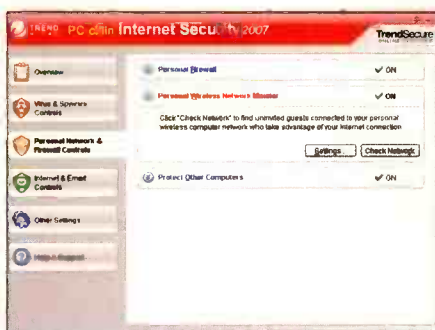 TREND PC-cillin Internet Security 2007
TrendSecure
Overview
Virus & Spyware
Controls
Personal Network &
Firewall Controls
Internet & Email
Controls
Other Settings
Help & Support
Personal Firewall
ON
Personal Wireless Network Monitor
ON
Click "Check Network" to find uninvited guests connected to your personal
wireless computer network who take advantage of your Internet connection
Settings...
Check Network
Protect Other Computers
ON